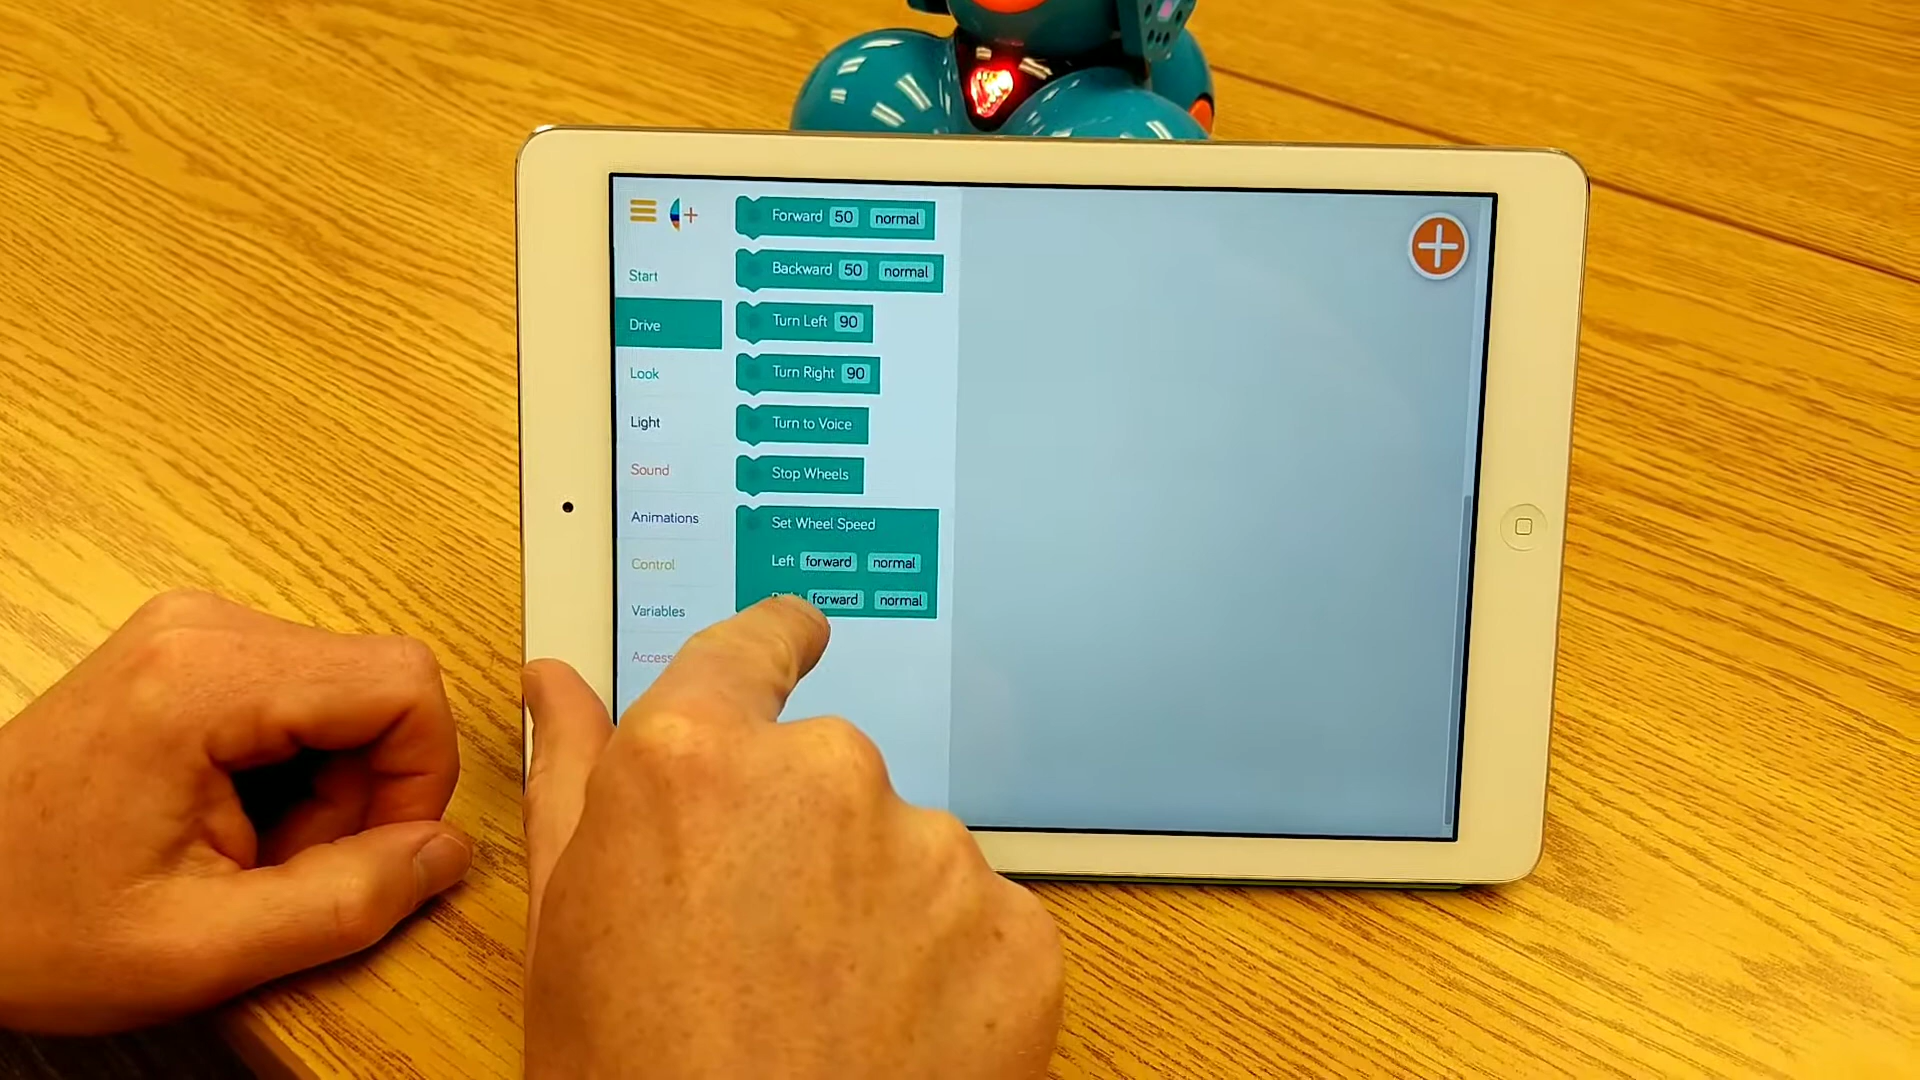 Forward 50 normal
Start
Backward 50 normal
Drive
Turn Left 90
Look
Turn Right 90
Light
Turn to Voice
Sound
Stop Wheels
Animations
Set Wheel Speed
Control
Left forward normal
Variables
forward normal